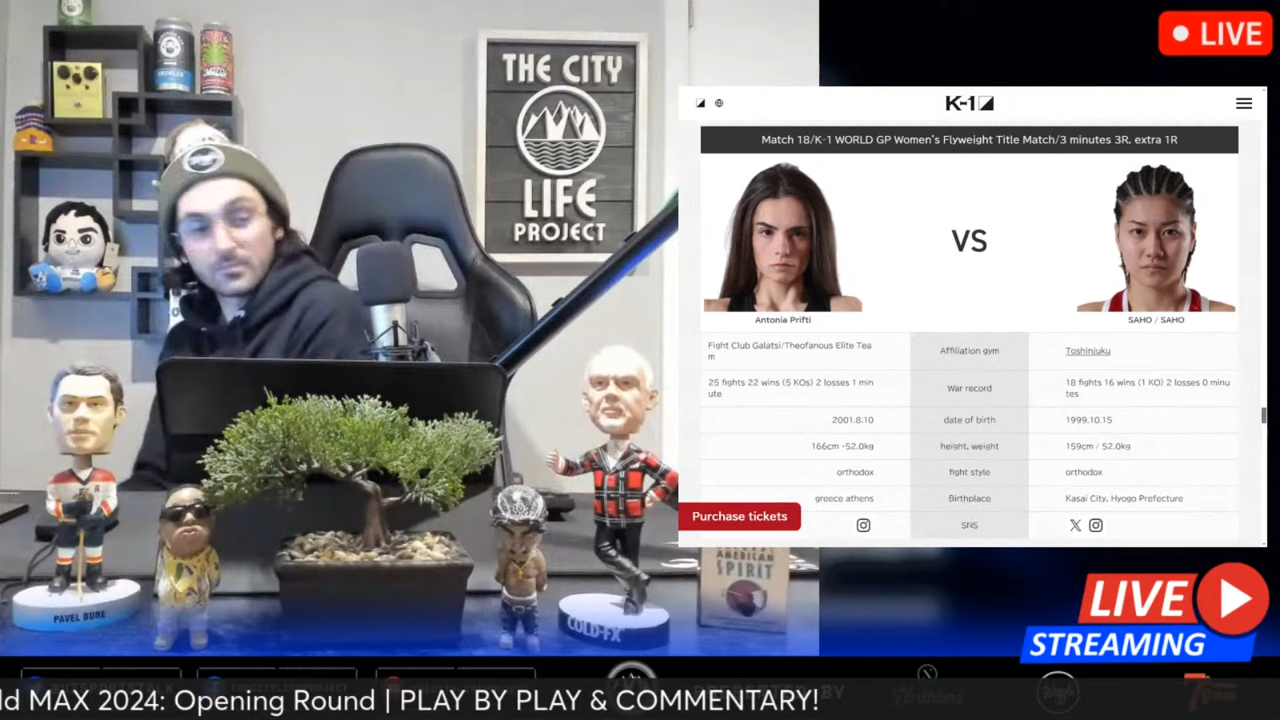 LIVE
THE CITY
LIFE
PROJECT
K-1
Match 18/K-1 WORLD GP Women's Flyweight Title Match/3 minutes 3R. extra 1R
VS
Antonia Prifti
SAHO / SAHO
Fight Club Galatsi/Theofanous Elite Tea
m
Affiliation gym
Toshinjuku
25 fights 22 wins (5 KOs) 2 losses 1 min
ute
War record
18 fights 16 wins (1 KO) 2 losses 0 minu
tes
2001.8.10
date of birth
1999.10.15
166cm -52.0kg
height, weight
159cm / 52.0kg
orthodox
fight style
orthodox
greece athens
Birthplace
Kasai City, Hyogo Prefecture
Purchase tickets
SNS
AMERICAN
SPIRIT
PAVEL BURE
COLD-FX
LIVE
STREAMING
BY
ld MAX 2024: Opening Round | PLAY BY PLAY & COMMENTARY!